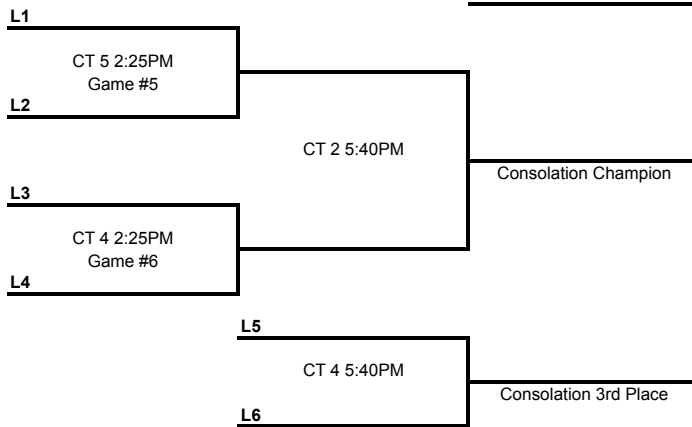 L1
CT 5 2:25PM
Game #5
L2
CT 2 5:40PM
Consolation Champion
L3
CT 4 2:25PM
Game #6
L4
L5
CT 4 5:40PM
Consolation 3rd Place
L6